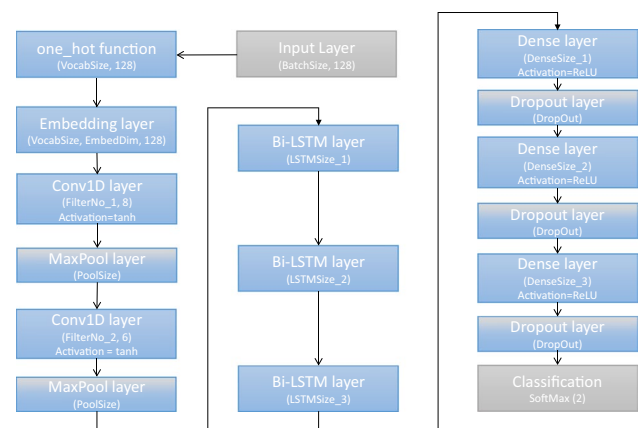 Input Layer
(BatchSize, 128)
one_hot function
(VocabSize, 128)
Embedding layer
(VocabSize, EmbedDim, 128)
Conv1D layer
(FilterNo_1, 8)
Activation=tanh
MaxPool layer
(PoolSize)
Conv1D layer
(FilterNo_2, 6)
Activation = tanh
MaxPool layer
(PoolSize)
Bi-LSTM layer
(LSTMSize_1)
Bi-LSTM layer
(LSTMSize_2)
Bi-LSTM layer
(LSTMSize_3)
Dense layer
(DenseSize_1)
Activation=ReLU
Dropout layer
(DropOut)
Dense layer
(DenseSize_2)
Activation=ReLU
Dropout layer
(DropOut)
Dense layer
(DenseSize_3)
Activation=ReLU
Dropout layer
(DropOut)
Classification
SoftMax (2)